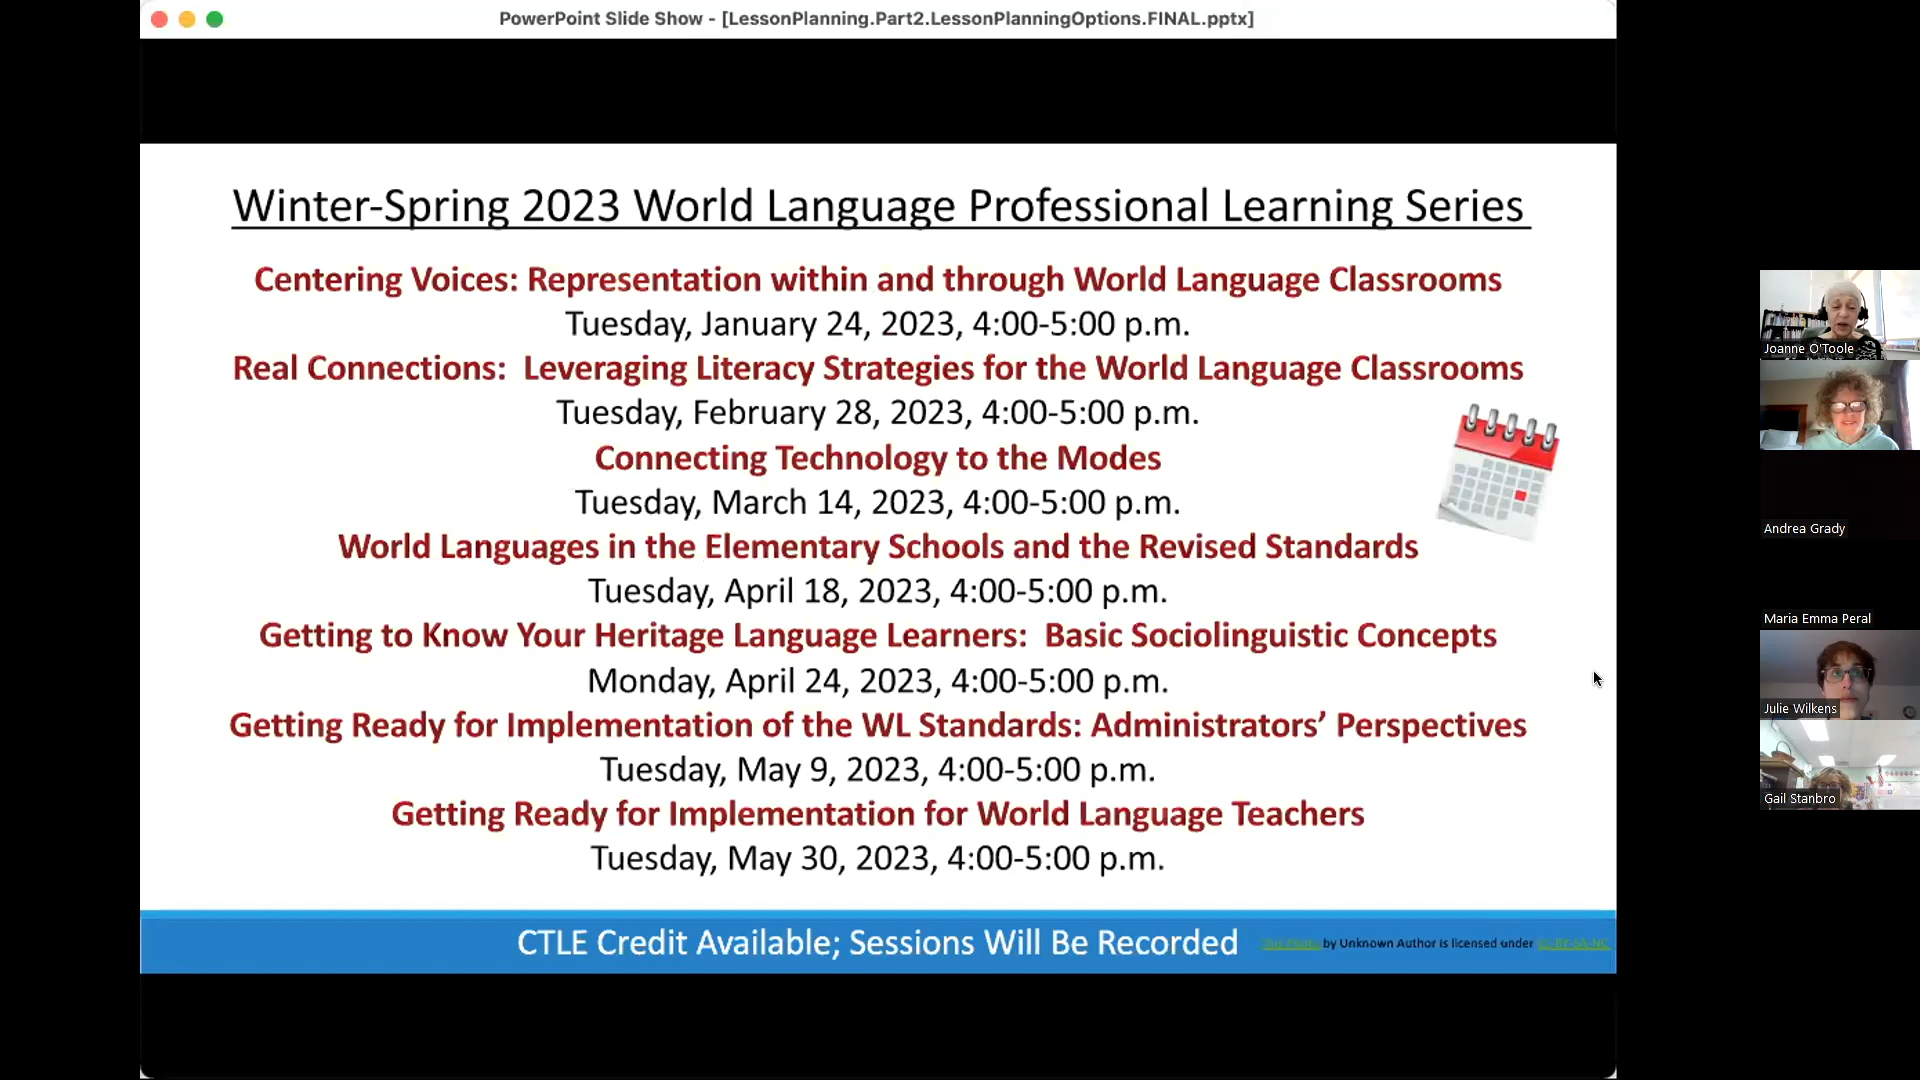 PowerPoint Slide Show - [LessonPlanning.Part2.LessonPlanningOptions.FINAL.pptx]
Winter-Spring 2023 World Language Professional Learning Series
Centering Voices: Representation within and through World Language Classrooms
Tuesday, January 24, 2023, 4:00-5:00 p.m.
Real Connections:  Leveraging Literacy Strategies for the World Language Classrooms
Tuesday, February 28, 2023, 4:00-5:00 p.m.
Connecting Technology to the Modes
Tuesday, March 14, 2023, 4:00-5:00 p.m.
World Languages in the Elementary Schools and the Revised Standards
Tuesday, April 18, 2023, 4:00-5:00 p.m.
Getting to Know Your Heritage Language Learners:  Basic Sociolinguistic Concepts
Monday, April 24, 2023, 4:00-5:00 p.m.
Getting Ready for Implementation of the WL Standards: Administrators’ Perspectives
Tuesday, May 9, 2023, 4:00-5:00 p.m.
Getting Ready for Implementation for World Language Teachers
Tuesday, May 30, 2023, 4:00-5:00 p.m.
CTLE Credit Available; Sessions Will Be Recorded
This Photo by Unknown Author is licensed under CC BY-SA-NC
Joanne O'Toole
Andrea Grady
Maria Emma Peral
Julie Wilkens
Gail Stanbro